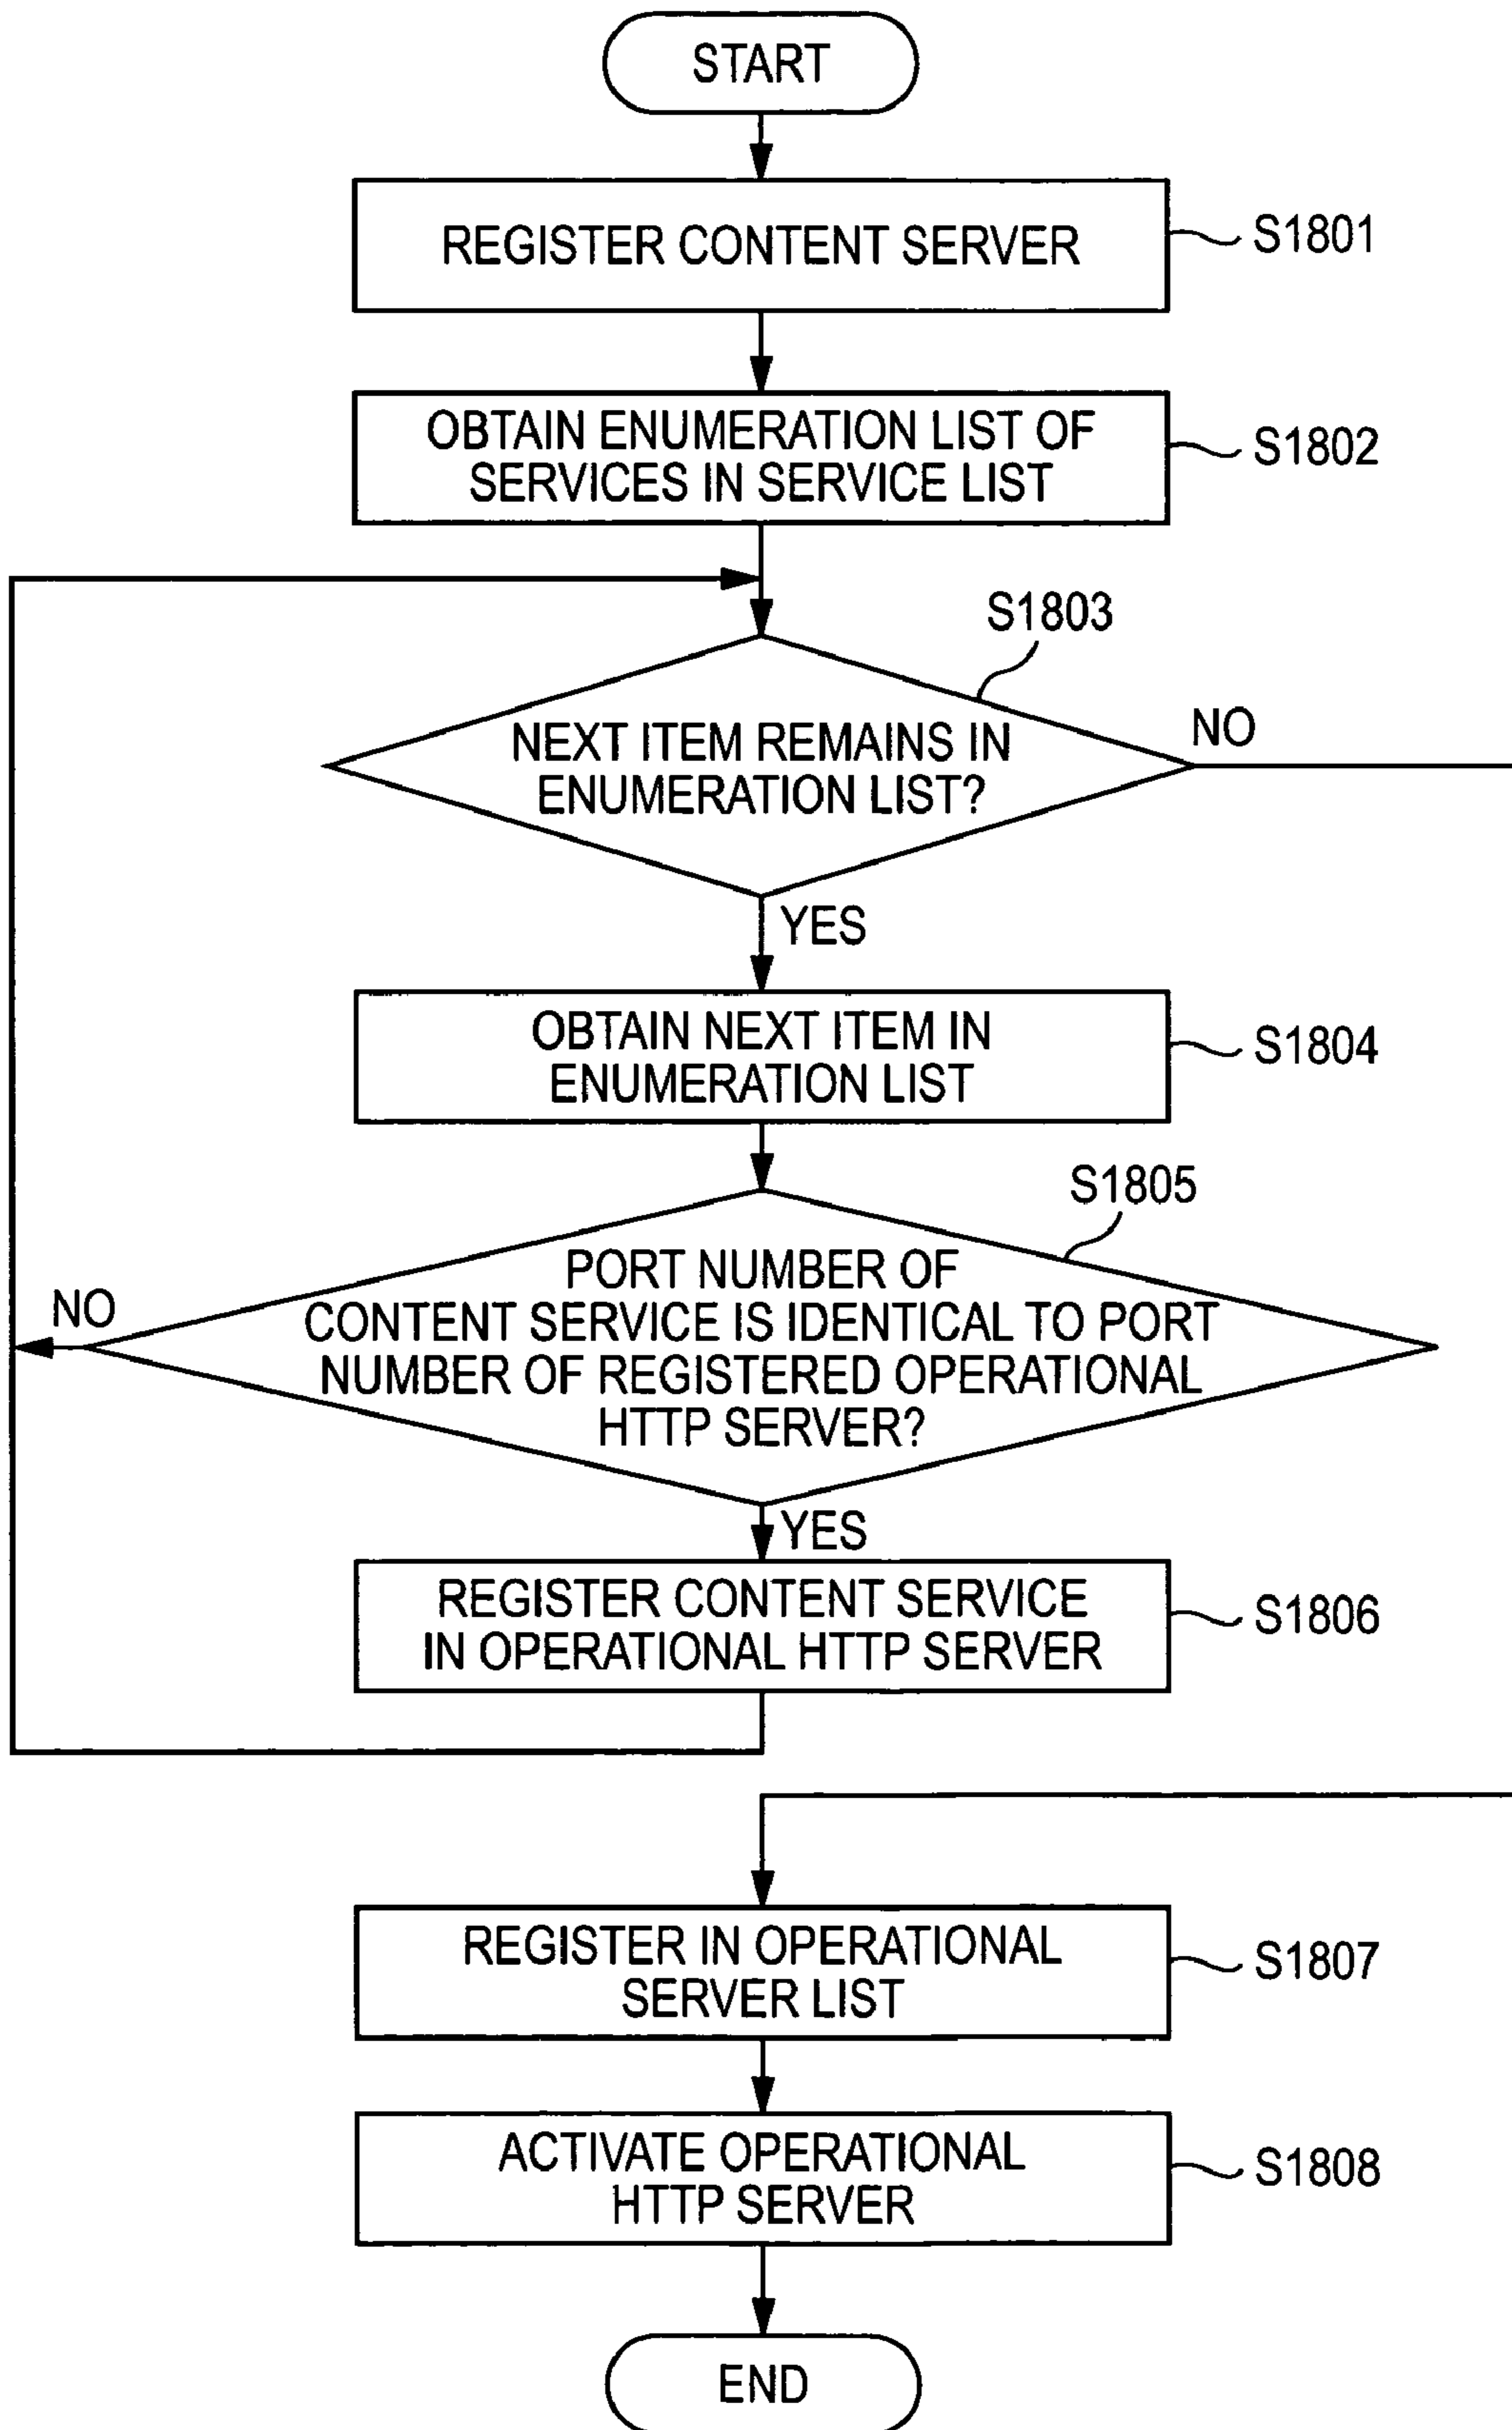 START
REGISTER CONTENT SERVER
S1801
OBTAIN ENUMERATION LIST OF
SERVICES IN SERVICE LIST
S1802
S1803
NEXT ITEM REMAINS IN
ENUMERATION LIST?
NO
YES
OBTAIN NEXT ITEM IN
ENUMERATION LIST
S1804
S1805
PORT NUMBER OF
CONTENT SERVICE IS IDENTICAL TO PORT
NUMBER OF REGISTERED OPERATIONAL
HTTP SERVER?
NO
YES
REGISTER CONTENT SERVICE
IN OPERATIONAL HTTP SERVER
S1806
REGISTER IN OPERATIONAL
SERVER LIST
S1807
ACTIVATE OPERATIONAL
HTTP SERVER
S1808
END